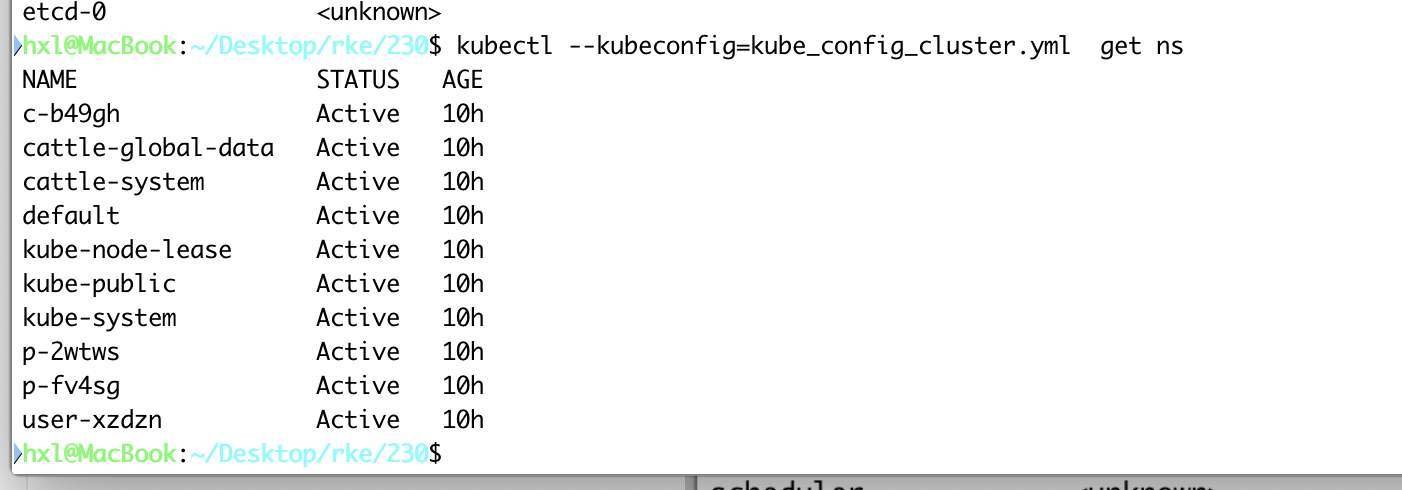 etcd-0               <unknown>
hxl@MacBook:~/Desktop/rke/230$ kubectl --kubeconfig=kube_config_cluster.yml  get ns
NAME                 STATUS   AGE
c-b49gh              Active   10h
cattle-global-data   Active   10h
cattle-system        Active   10h
default              Active   10h
kube-node-lease      Active   10h
kube-public          Active   10h
kube-system          Active   10h
p-2wtws              Active   10h
p-fv4sg              Active   10h
user-xzdzn           Active   10h
hxl@MacBook:~/Desktop/rke/230$
scheduler            <unknown>